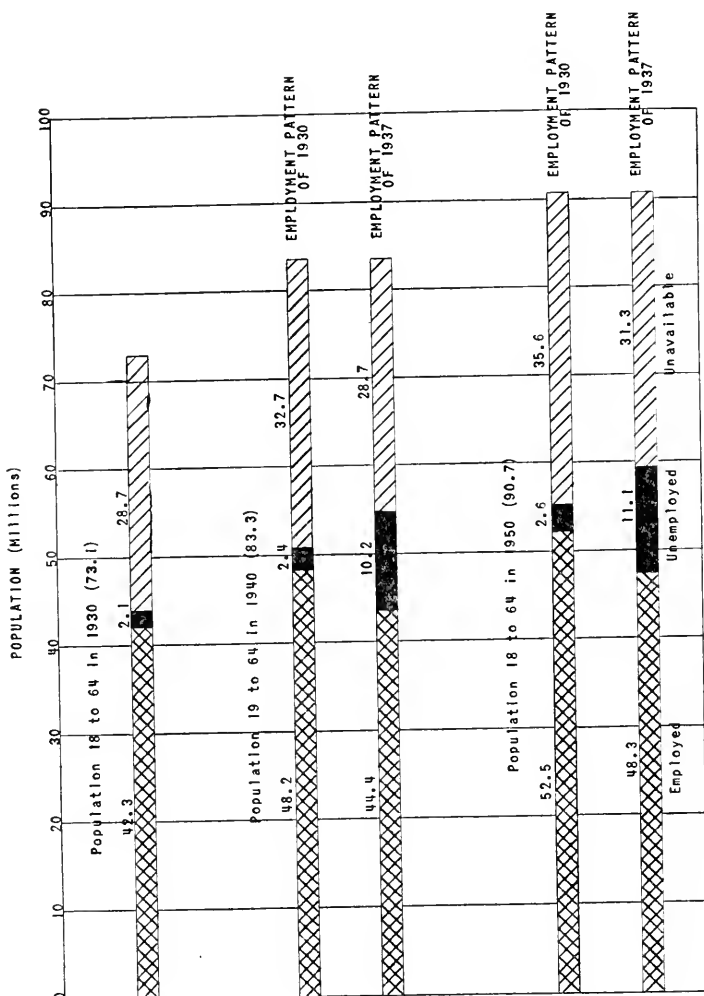 POPULATION (Millions)
0 10 20 30 40 50 60 70 80 90 100
Population 18 to 64 In 1930 (73.1)
42.3 2.1 28.7
Population 19 to 64 In 1940 (83.3)
48.2 2.4 32.7 EMPLOYMENT PATTERN
OF 1930
44.4 10.2 28.7 EMPLOYMENT PATTERN
OF 1937
Population 18 to 64 in 1950 (90.7)
52.5 2.6 35.6 EMPLOYMENT PATTERN
OF 1930
48.3 11.1 31.3 EMPLOYMENT PATTERN
OF 1937
Employed Unemployed Unavailable